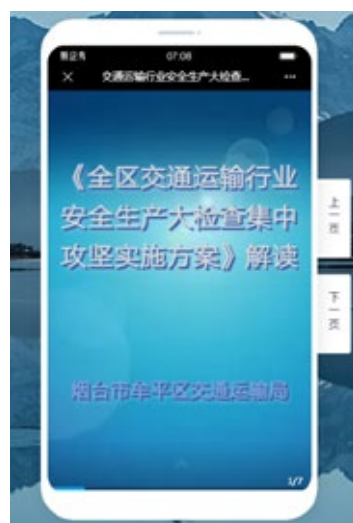 易企秀
07:08
交通运输行业安全生产大检查...
《全区交通运输行业
安全生产大检查集中
攻坚实施方案》解读
烟台市牟平区交通运输局
1/7
上一页
下一页